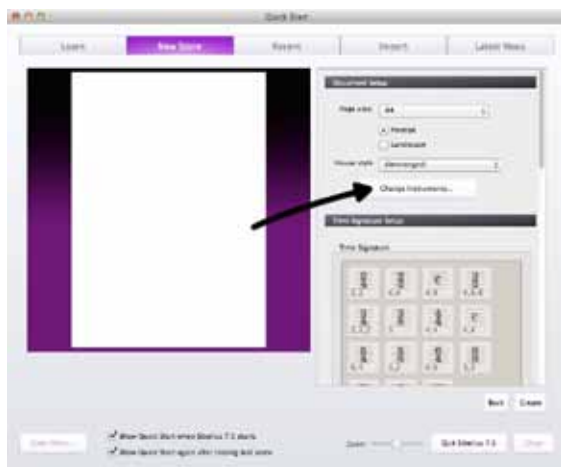 Quick Start
Learn
New Score
Recent
Import
Latest News
Document Setup
Page size: A4
Portrait
Landscape
House style: (Unchanged)
Change Instruments...
Time Signature Setup
Time Signature
Back
Create
Show Quick Start when Sibelius 7.5 starts
Show Quick Start again after closing last score
Zoom:
Quit Sibelius 7.5
Close